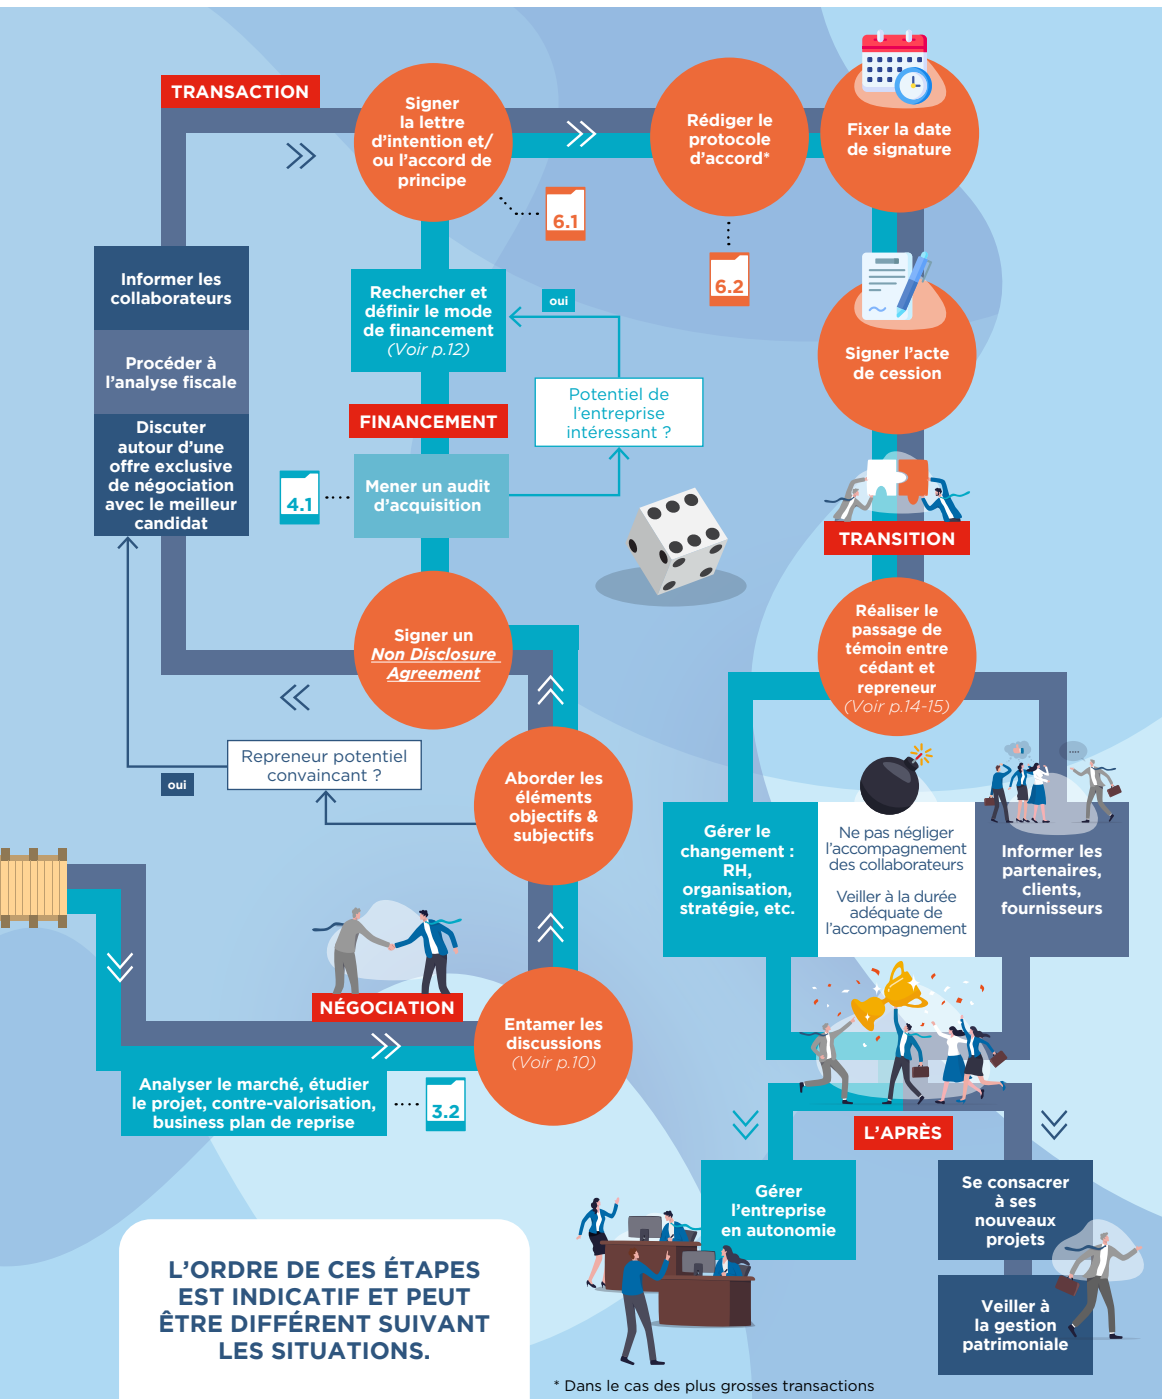 TRANSACTION
Signer
la lettre
d'intention et/
ou l'accord de
principe
Rédiger le
protocole
d'accord*
Fixer la date
de signature
6.1
6.2
Informer les
collaborateurs
Procéder à
l'analyse fiscale
Discuter
autour d'une
offre exclusive
de négociation
avec le meilleur
candidat
Rechercher et
définir le mode
de financement
(Voir p.12)
oui
Potentiel de
l'entreprise
intéressant ?
FINANCEMENT
Mener un audit
d'acquisition
4.1
Signer l'acte
de cession
TRANSITION
Signer un
Non Disclosure
Agreement
Réaliser le
passage de
témoin entre
cédant et
repreneur
(Voir p.14-15)
Repreneur potentiel
convaincant ?
oui
Aborder les
éléments
objectifs &
subjectifs
Gérer le
changement :
RH,
organisation,
stratégie, etc.
Ne pas négliger
l'accompagnement
des collaborateurs
Veiller à la durée
adéquate de
l'accompagnement
Informer les
partenaires,
clients,
fournisseurs
NÉGOCIATION
Entamer les
discussions
(Voir p.10)
Analyser le marché, étudier
le projet, contre-valorisation,
business plan de reprise
3.2
L'APRÈS
Gérer
l'entreprise
en autonomie
Se consacrer
à ses
nouveaux
projets
Veiller à
la gestion
patrimoniale
L'ORDRE DE CES ÉTAPES
EST INDICATIF ET PEUT
ÊTRE DIFFÉRENT SUIVANT
LES SITUATIONS.
* Dans le cas des plus grosses transactions